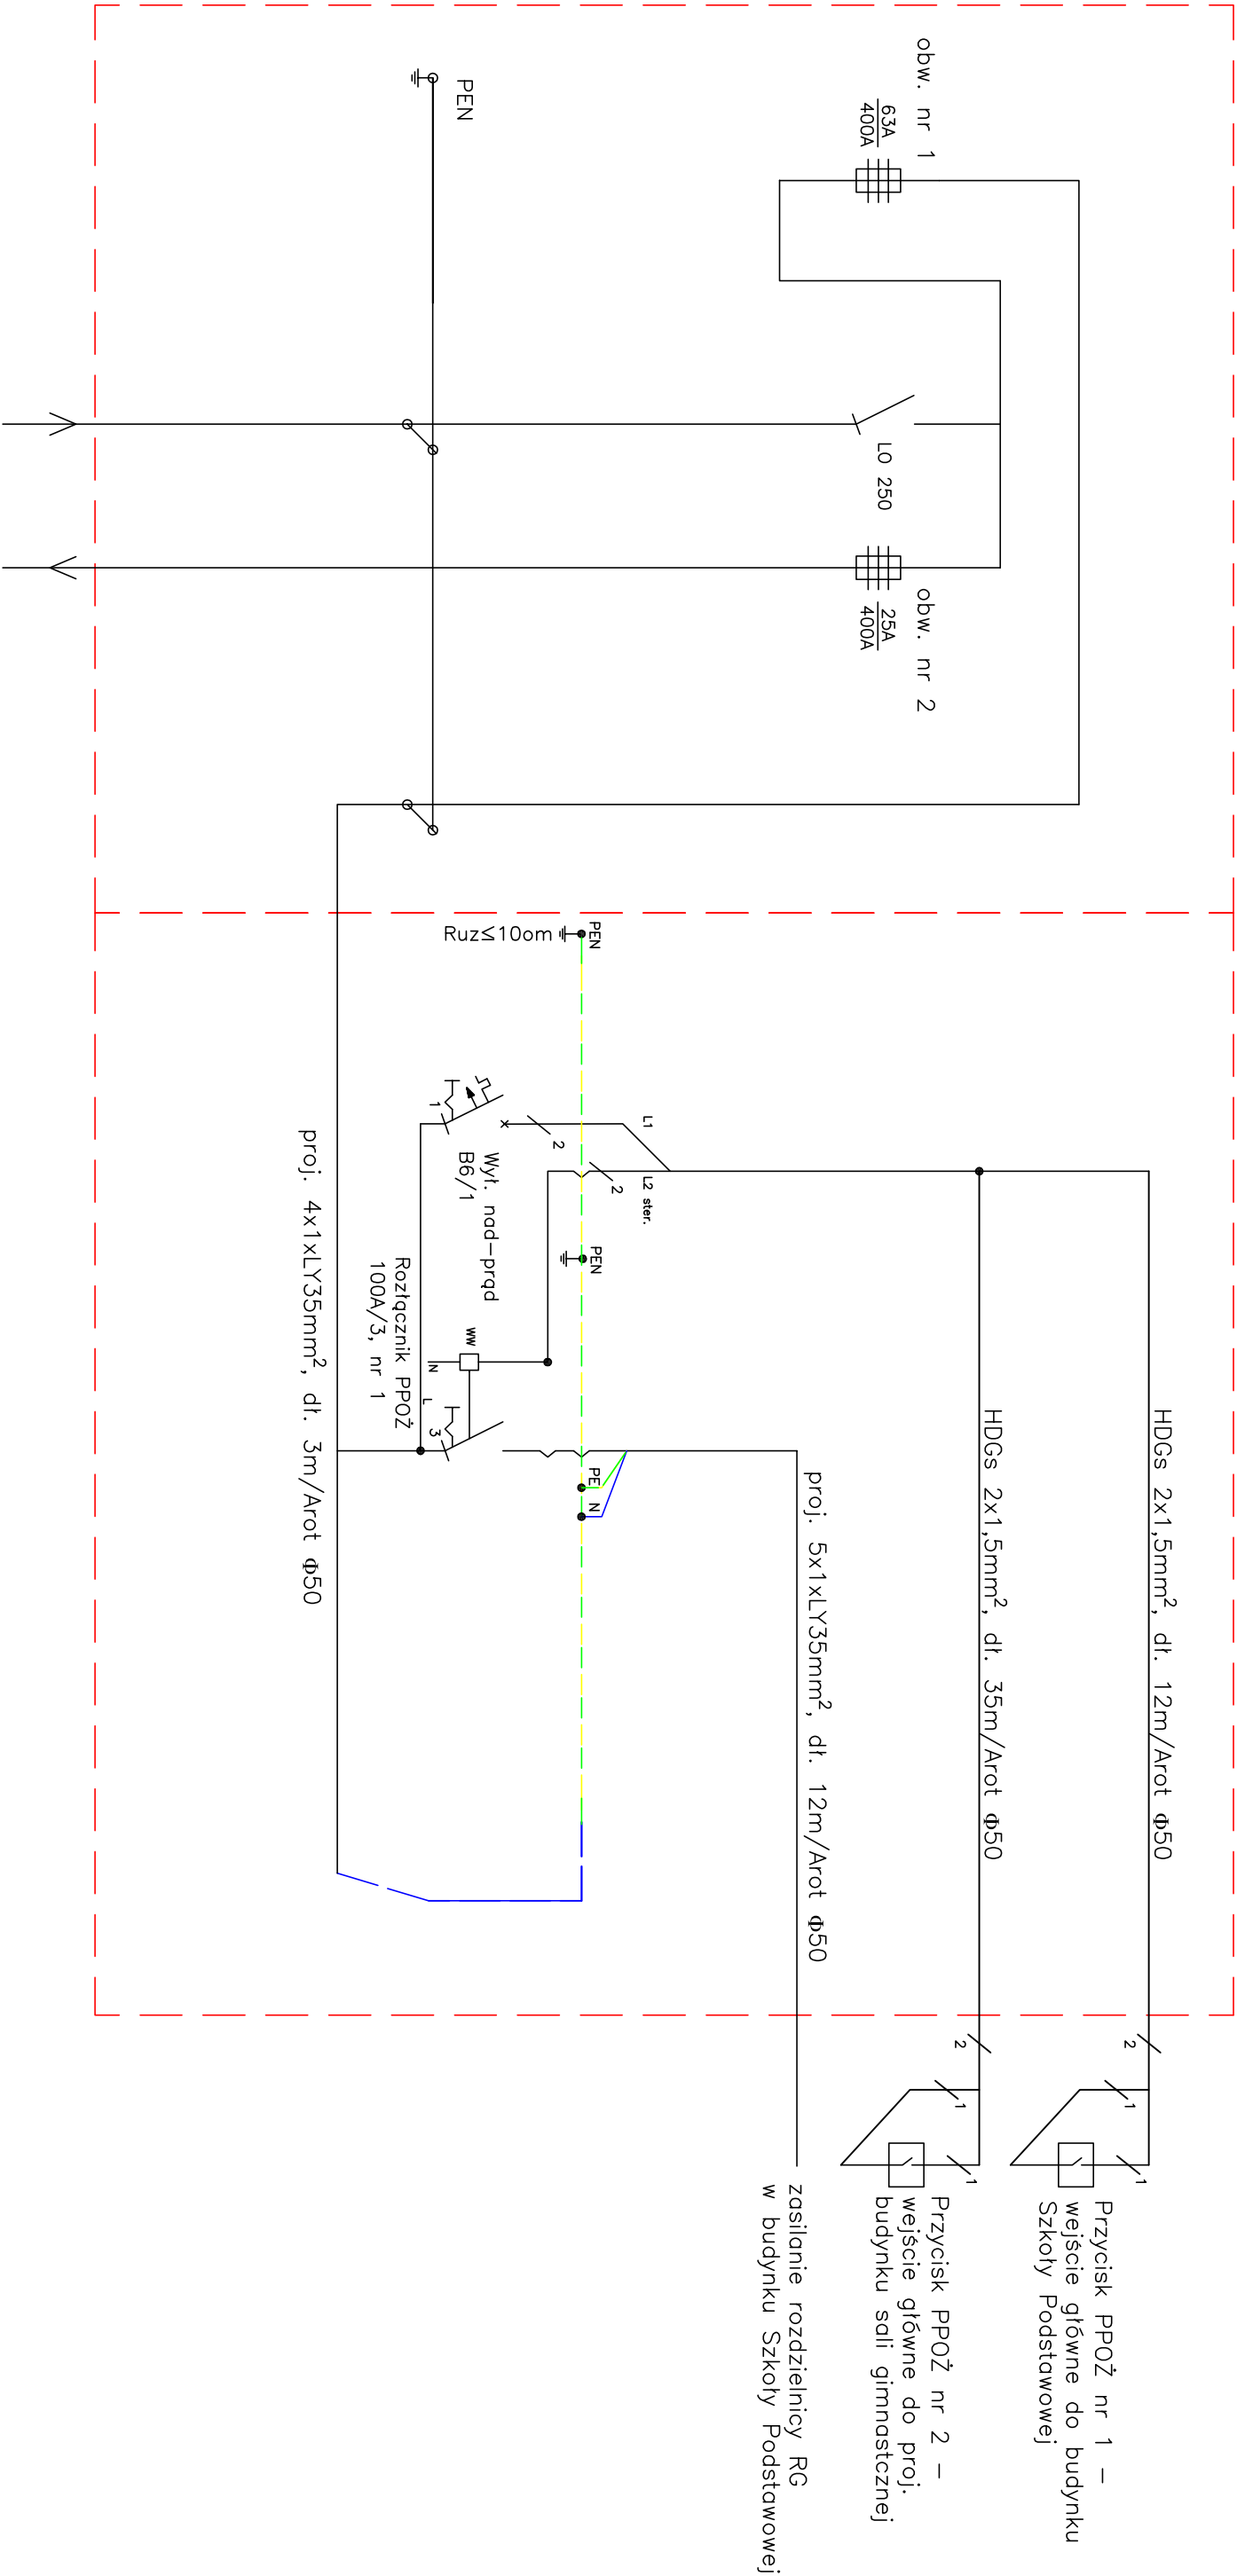 obw. nr 1
63A
400A
PEN
LO 250
obw. nr 2
25A
400A
PEN
Ruz≤10om
L1
2
L2 ster.
2
1
Wył. nad-prąd
B6/1
PEN
WW
N
L
3
Rozłącznik PPOŻ
100A/3, nr 1
PE
N
proj. 4x1xLY35mm², dł. 3m/Arot Φ50
HDGs 2x1,5mm², dł. 12m/Arot Φ50
HDGs 2x1,5mm², dł. 35m/Arot Φ50
proj. 5x1xLY35mm², dł. 12m/Arot Φ50
2
1
1
2
1
1
Przycisk PPOŻ nr 1 –
wejście główne do budynku
Szkoły Podstawowej
Przycisk PPOŻ nr 2 –
wejście główne do proj.
budynku sali gimnastcznej
zasilanie rozdzielnicy RG
w budynku Szkoły Podstawowej